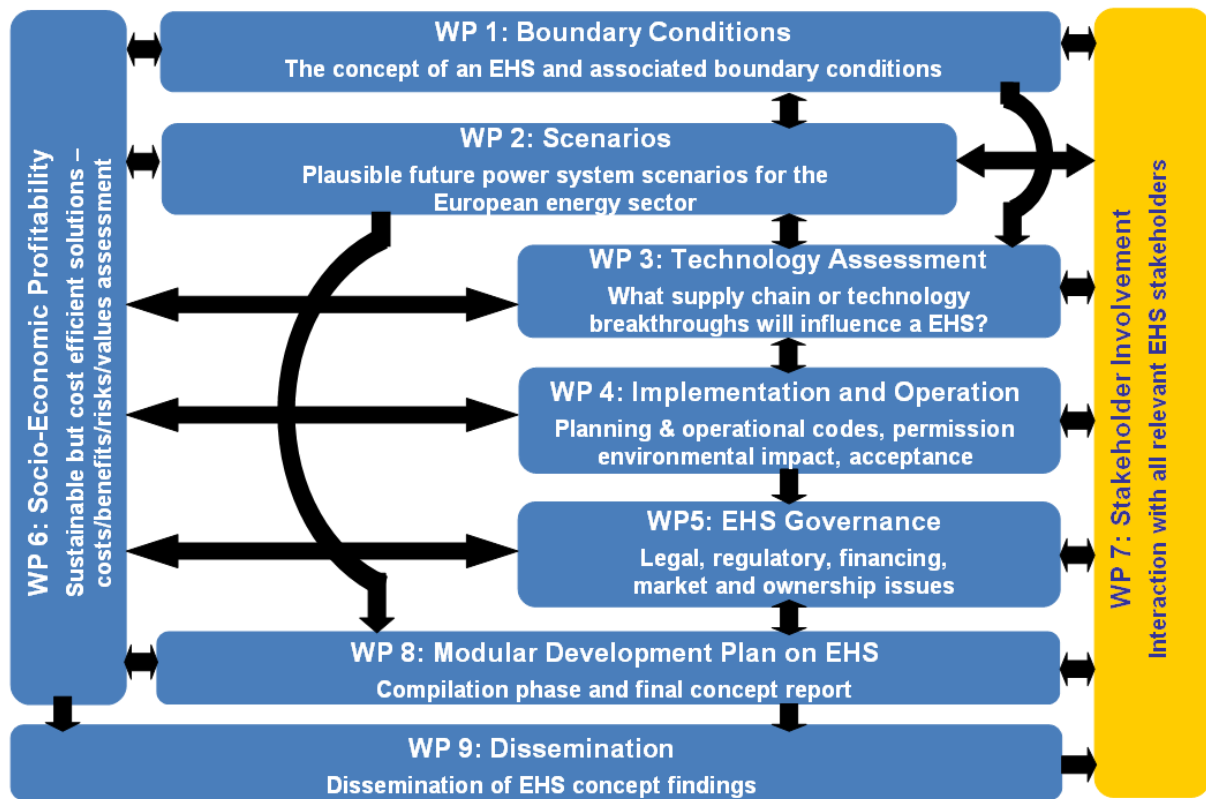 WP 1: Boundary Conditions
The concept of an EHS and associated boundary conditions
WP 2: Scenarios
Plausible future power system scenarios for the
European energy sector
WP 3: Technology Assessment
What supply chain or technology
breakthroughs will influence a EHS?
WP 4: Implementation and Operation
Planning & operational codes, permission
environmental impact, acceptance
WP5: EHS Governance
Legal, regulatory, financing,
market and ownership issues
WP 6: Socio-Economic Profitability
Sustainable but cost efficient solutions –
costs/benefits/risks/values assessment
WP 7: Stakeholder Involvement
Interaction with all relevant EHS stakeholders
WP 8: Modular Development Plan on EHS
Compilation phase and final concept report
WP 9: Dissemination
Dissemination of EHS concept findings